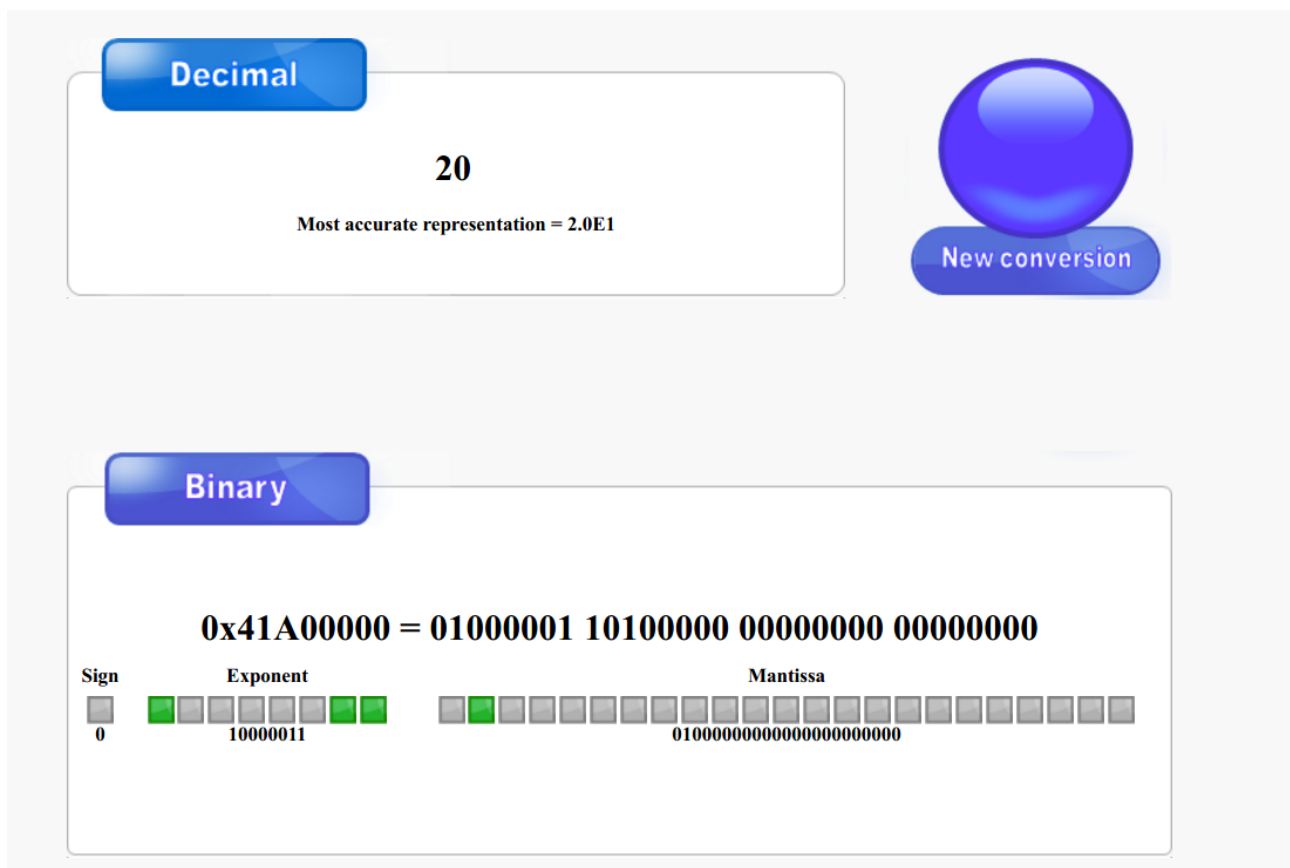 Decimal
20
Most accurate representation = 2.0E1
New conversion
Binary
0x41A00000 = 01000001 10100000 00000000 00000000
Sign Exponent Mantissa
0 10000011 01000000000000000000000